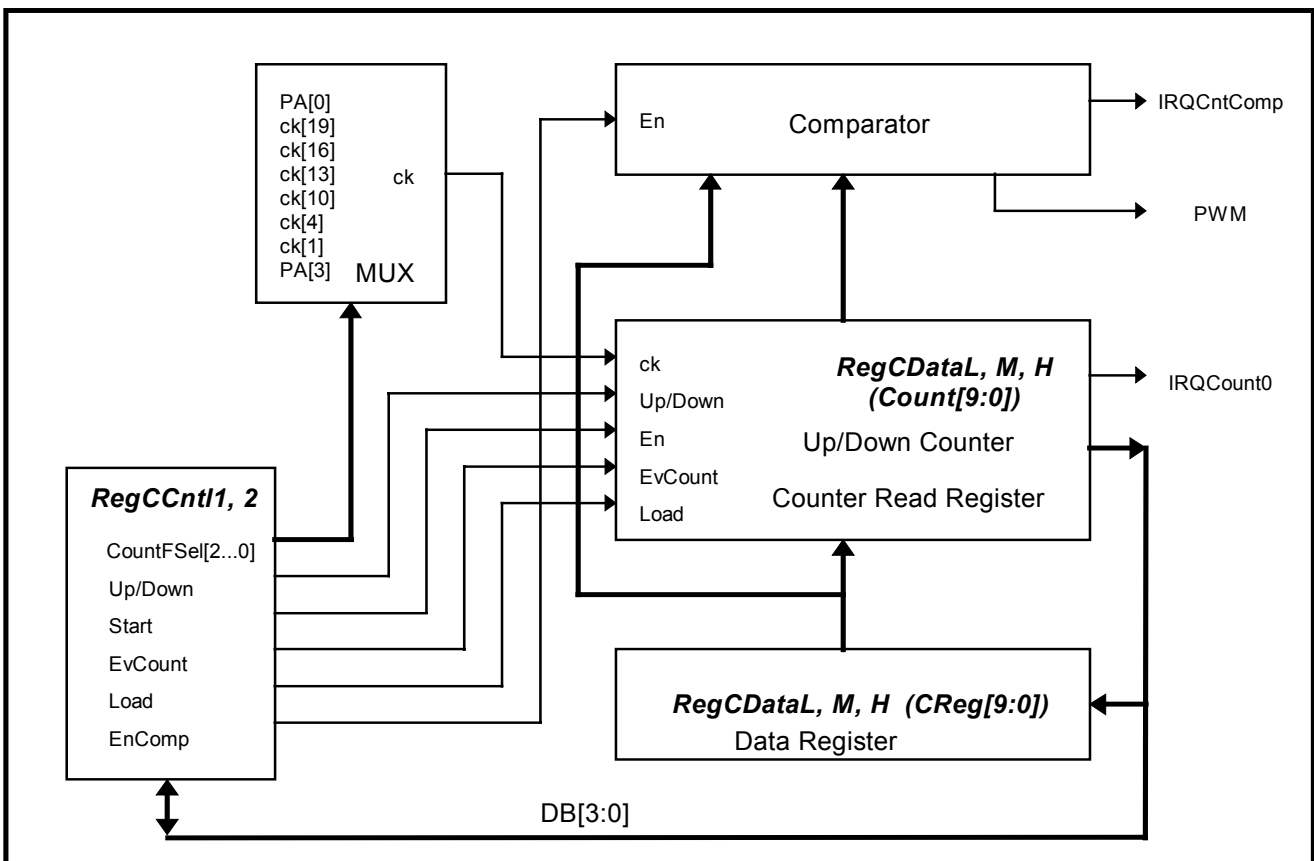 PA[0]
ck[19]
ck[16]
ck[13]
ck[10]
ck[4]
ck[1]
PA[3]
ck
MUX
En
Comparator
IRQCntComp
PWM
ck
Up/Down
En
EvCount
Load
RegCDataL, M, H
(Count[9:0])
Up/Down Counter
Counter Read Register
IRQCount0
RegCCntl1, 2
CountFSel[2...0]
Up/Down
Start
EvCount
Load
EnComp
RegCDataL, M, H (CReg[9:0])
Data Register
DB[3:0]